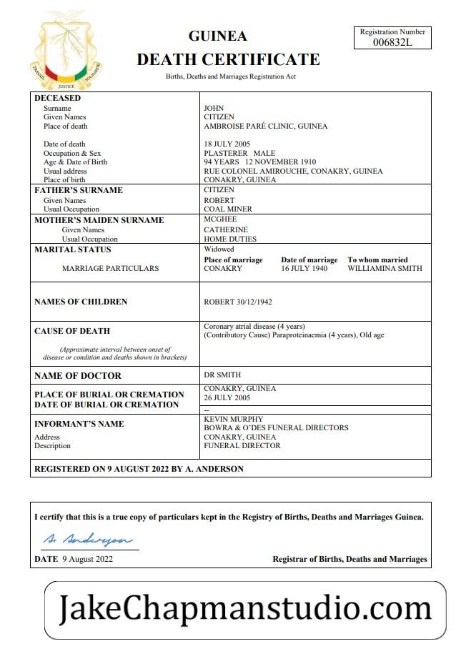 GUINEA
DEATH CERTIFICATE
Births, Deaths and Marriages Registration Act
Registration Number
006832L
DECEASED
Surname JOHN
Given Names CITIZEN
Place of death AMBROISE PARÉ CLINIC, GUINEA
Date of death 18 JULY 2005
Occupation & Sex PLASTERER MALE
Age & Date of Birth 94 YEARS 12 NOVEMBER 1910
Usual address RUE COLONEL AMIROUCHE, CONAKRY, GUINEA
Place of birth CONAKRY, GUINEA
FATHER'S SURNAME CITIZEN
Given Names ROBERT
Usual Occupation COAL MINER
MOTHER'S MAIDEN SURNAME MCGHEE
Given Names CATHERINE
Usual Occupation HOME DUTIES
MARITAL STATUS Widowed
Place of marriage Date of marriage To whom married
MARRIAGE PARTICULARS CONAKRY 16 JULY 1940 WILLIAMINA SMITH
NAMES OF CHILDREN ROBERT 30/12/1942
Coronary atrial disease (4 years)
CAUSE OF DEATH (Contributory Cause) Paraproteinaemia (4 years), Old age
(Approximate interval between onset of
disease or condition and deaths shown in brackets)
NAME OF DOCTOR DR SMITH
PLACE OF BURIAL OR CREMATION CONAKRY, GUINEA
DATE OF BURIAL OR CREMATION 26 JULY 2005
--
INFORMANT'S NAME KEVIN MURPHY
BOWRA & O'DES FUNERAL DIRECTORS
Address CONAKRY, GUINEA
Description FUNERAL DIRECTOR
REGISTERED ON 9 AUGUST 2022 BY A. ANDERSON
I certify that this is a true copy of particulars kept in the Registry of Births, Deaths and Marriages Guinea.
A. Anderson
DATE 9 August 2022 Registrar of Births, Deaths and Marriages
JakeChapmanstudio.com